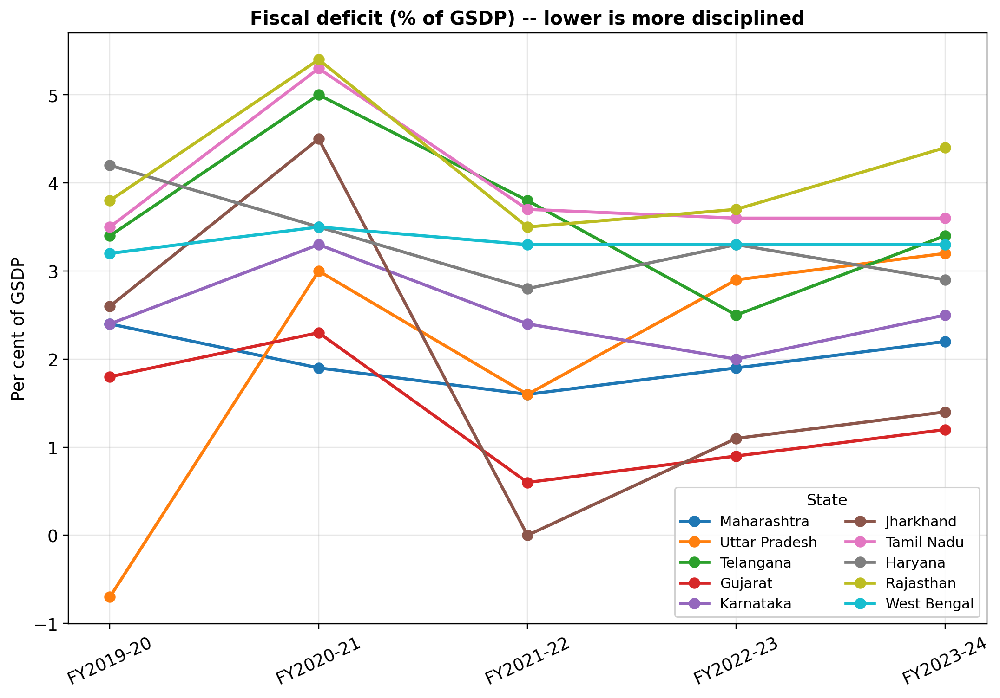 Fiscal deficit (% of GSDP) -- lower is more disciplined
Per cent of GSDP
5
4
3
2
1
0
−1
FY2019-20
FY2020-21
FY2021-22
FY2022-23
FY2023-24
State
Maharashtra
Uttar Pradesh
Telangana
Gujarat
Karnataka
Jharkhand
Tamil Nadu
Haryana
Rajasthan
West Bengal